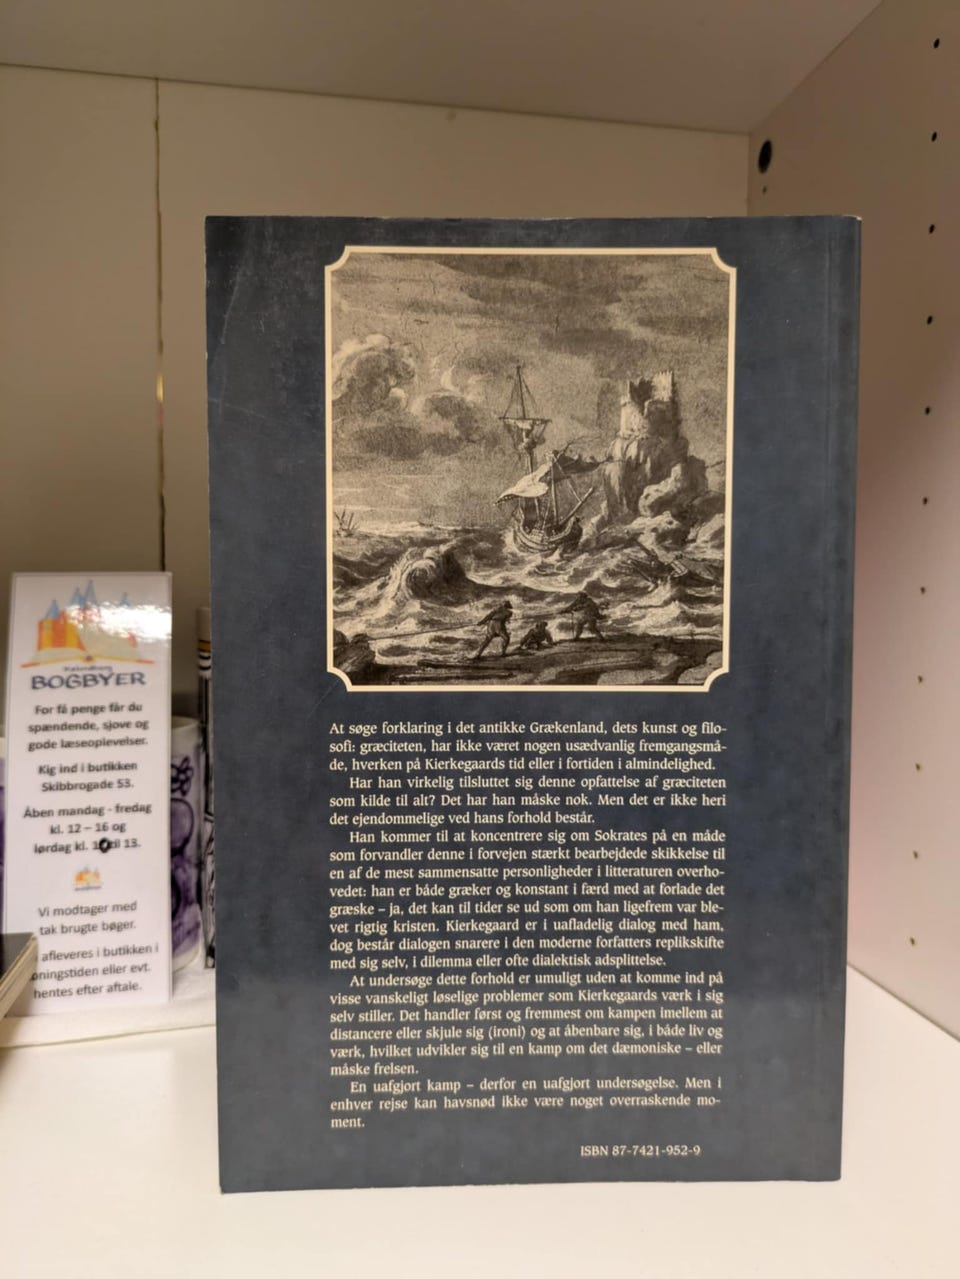 At søge forklaring i det antikke Grækenland, dets kunst og filo-
sofi: græciteten, har ikke været nogen usædvanlig fremgangsmå-
de, hverken på Kierkegaards tid eller i fortiden i almindelighed.
Har han virkelig tilsluttet sig denne opfattelse af græciteten
som kilde til alt? Det har han måske nok. Men det er ikke heri
det ejendommelige ved hans forhold består.
Han kommer til at koncentrere sig om Sokrates på en måde
som forvandler denne i forvejen stærkt bearbejdede skikkelse til
en af de mest sammensatte personligheder i litteraturen overho-
vedet: han er både græker og konstant i færd med at forlade det
græske – ja, det kan til tider se ud som om han ligefrem var ble-
vet rigtig kristen. Kierkegaard er i uafladelig dialog med ham,
dog består dialogen snarere i den moderne forfatters replikskifte
med sig selv, i dilemma eller ofte dialektisk adsplittelse.
At undersøge dette forhold er umuligt uden at komme ind på
visse vanskeligt løselige problemer som Kierkegaards værk i sig
selv stiller. Det handler først og fremmest om kampen imellem at
distancere eller skjule sig (ironi) og at åbenbare sig, i både liv og
værk, hvilket udvikler sig til en kamp om det dæmoniske – eller
måske frelsen.
En uafgjort kamp – derfor en uafgjort undersøgelse. Men i
enhver rejse kan havsnød ikke være noget overraskende mo-
ment.
ISBN 87-7421-952-9
BOGBYER
For få penge får du
spændende, sjove og
gode læseoplevelser.
Kig ind i butikken
Skibbrogade 53.
Åben mandag - fredag
kl. 12 – 16 og
lørdag kl. 10 til 13.
Vi modtager med
tak brugte bøger.
afleveres i butikken i
åbningstiden eller evt.
hentes efter aftale.